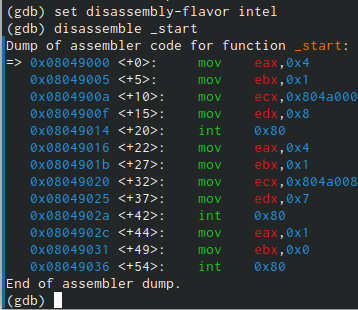 (gdb) set disassembly-flavor intel
(gdb) disassemble _start
Dump of assembler code for function _start:
=> 0x08049000 <+0>:     mov    eax,0x4
   0x08049005 <+5>:     mov    ebx,0x1
   0x0804900a <+10>:    mov    ecx,0x804a000
   0x0804900f <+15>:    mov    edx,0x8
   0x08049014 <+20>:    int    0x80
   0x08049016 <+22>:    mov    eax,0x4
   0x0804901b <+27>:    mov    ebx,0x1
   0x08049020 <+32>:    mov    ecx,0x804a008
   0x08049025 <+37>:    mov    edx,0x7
   0x0804902a <+42>:    int    0x80
   0x0804902c <+44>:    mov    eax,0x1
   0x08049031 <+49>:    mov    ebx,0x0
   0x08049036 <+54>:    int    0x80
End of assembler dump.
(gdb)